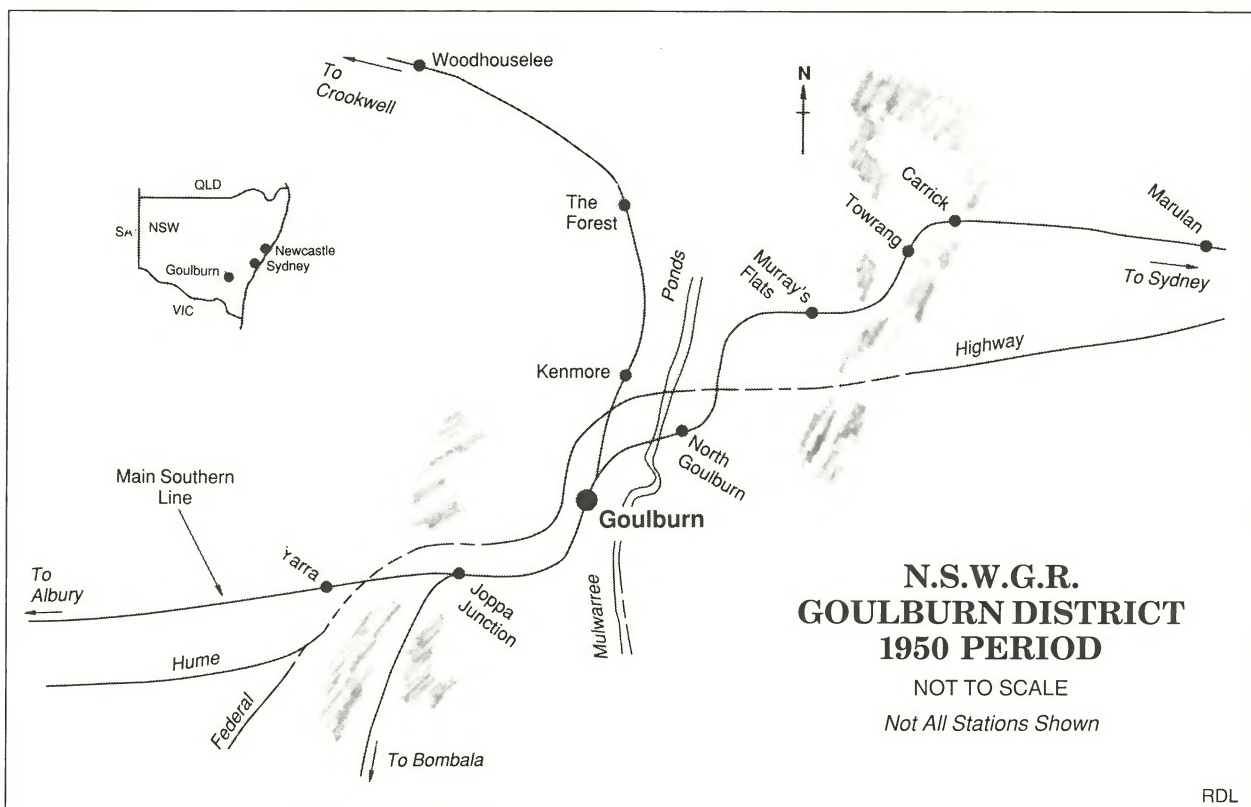 Woodhouselee
To
Crookwell
N
QLD
SA
NSW
Newcastle
Sydney
Goulburn
VIC
The
Forest
Ponds
Murray's
Flats
Towrang
Carrick
Marulan
To Sydney
Highway
Kenmore
North
Goulburn
Goulburn
Main Southern
Line
Yarra
Joppa
Junction
To
Albury
Hume
Federal
Mulwarree
To Bombala
N.S.W.G.R.
GOULBURN DISTRICT
1950 PERIOD
NOT TO SCALE
Not All Stations Shown
RDL